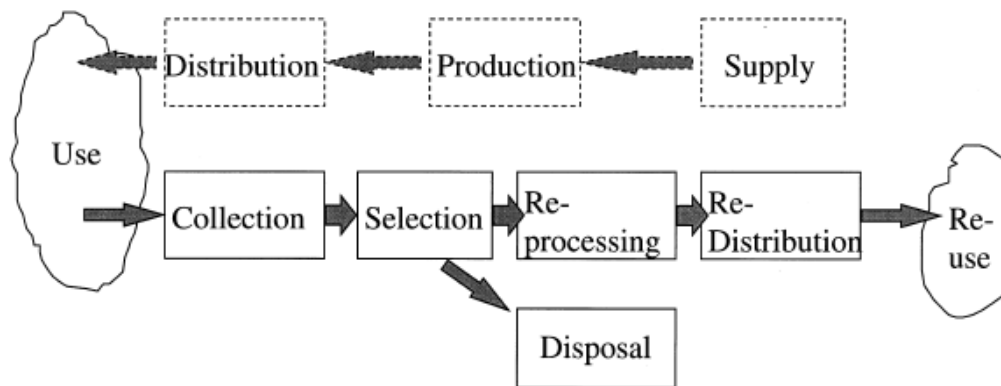 Distribution
Production
Supply
Use
Collection
Selection
Re-
processing
Re-
Distribution
Re-
use
Disposal